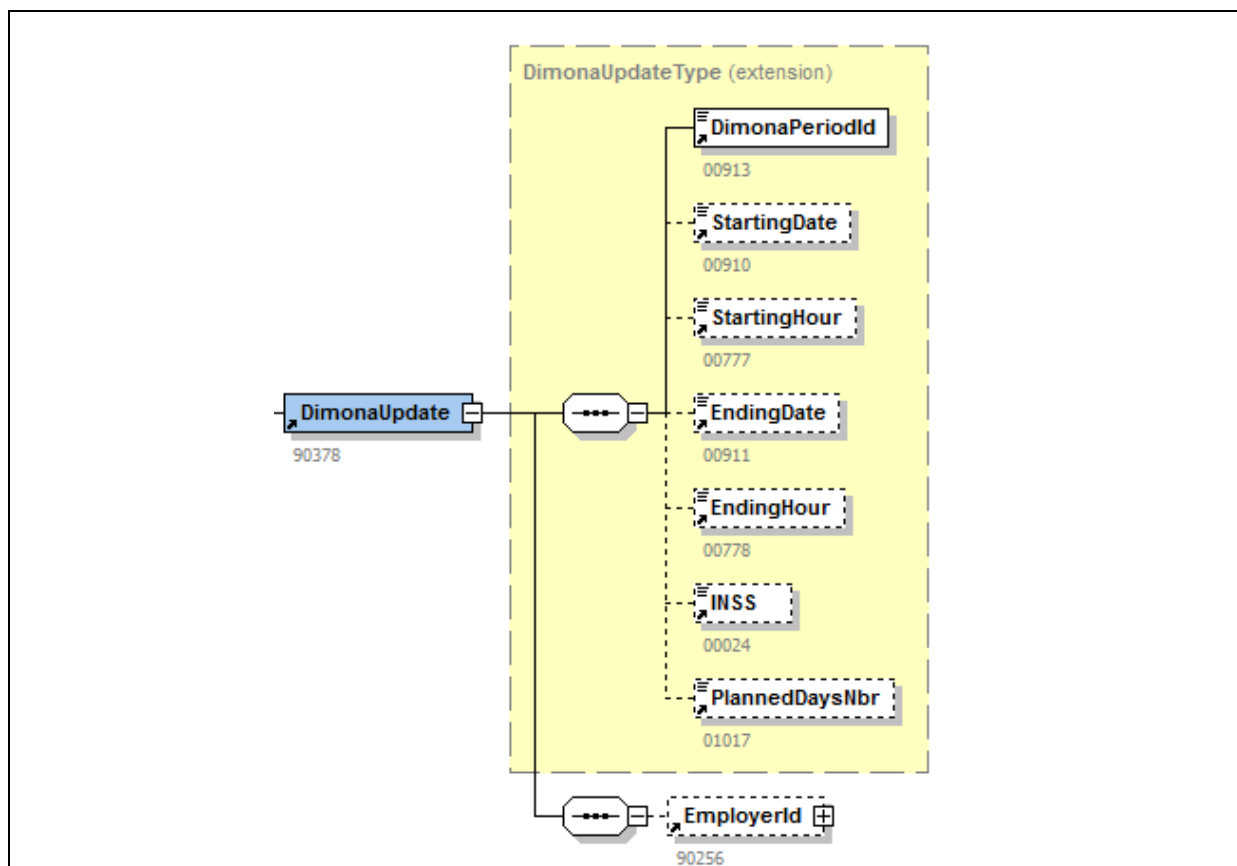 DimonaUpdateType (extension)
DimonaPeriodId
00913
StartingDate
00910
StartingHour
00777
DimonaUpdate
90378
EndingDate
00911
EndingHour
00778
INSS
00024
PlannedDaysNbr
01017
EmployerId
90256